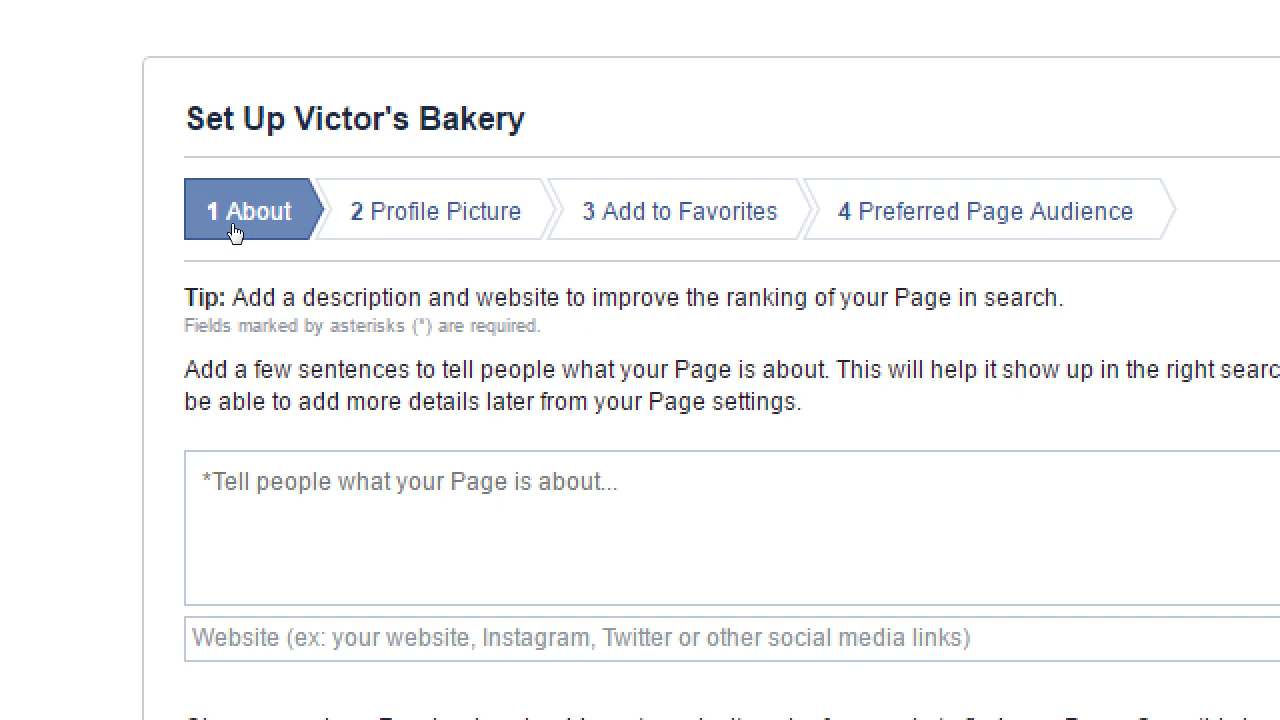 Set Up Victor's Bakery
1 About
2 Profile Picture
3 Add to Favorites
4 Preferred Page Audience
Tip: Add a description and website to improve the ranking of your Page in search.
Fields marked by asterisks (*) are required.
Add a few sentences to tell people what your Page is about. This will help it show up in the right
be able to add more details later from your Page settings.
*Tell people what your Page is about...
Website (ex: your website, Instagram, Twitter or other social media links)